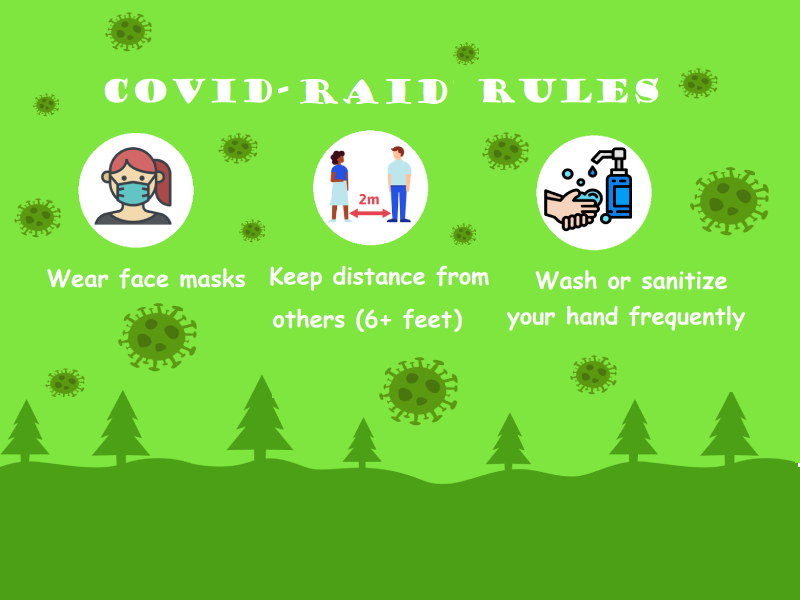 COVID-RAID RULES
2m
Wear face masks
Keep distance from
others (6+ feet)
Wash or sanitize
your hand frequently